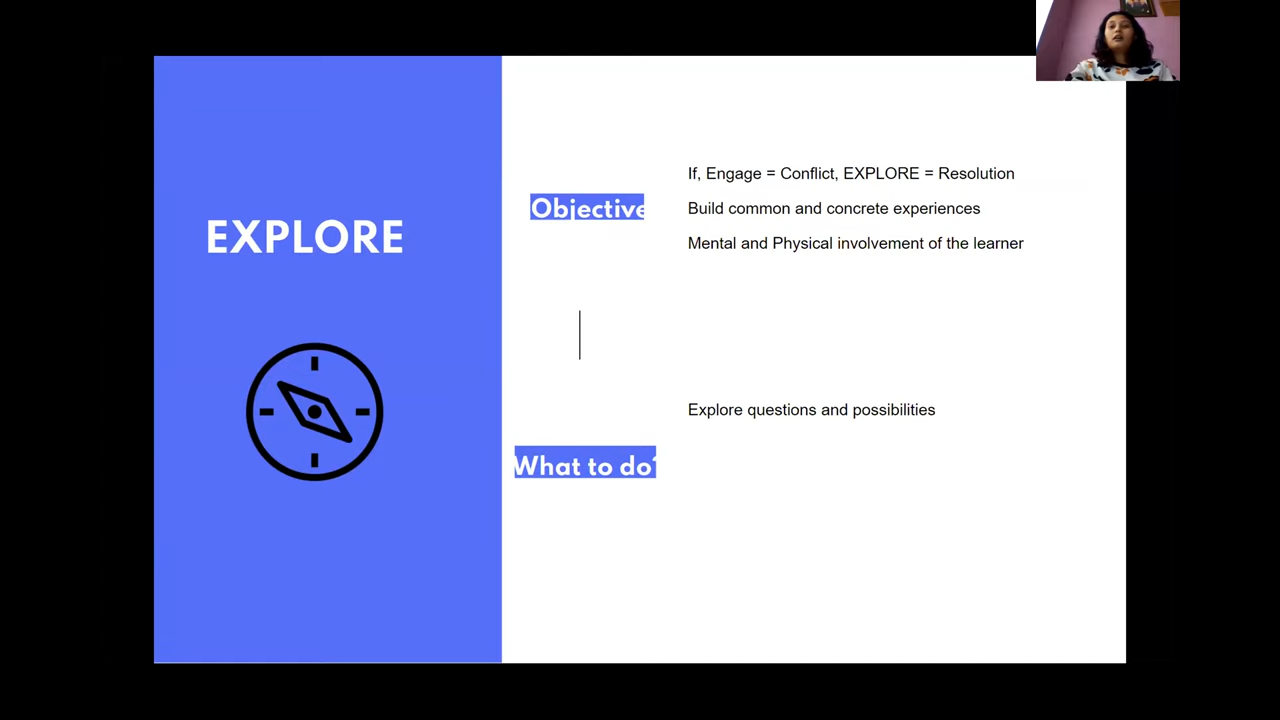 EXPLORE
Objective
If, Engage = Conflict, EXPLORE = Resolution
Build common and concrete experiences
Mental and Physical involvement of the learner
What to do?
Explore questions and possibilities